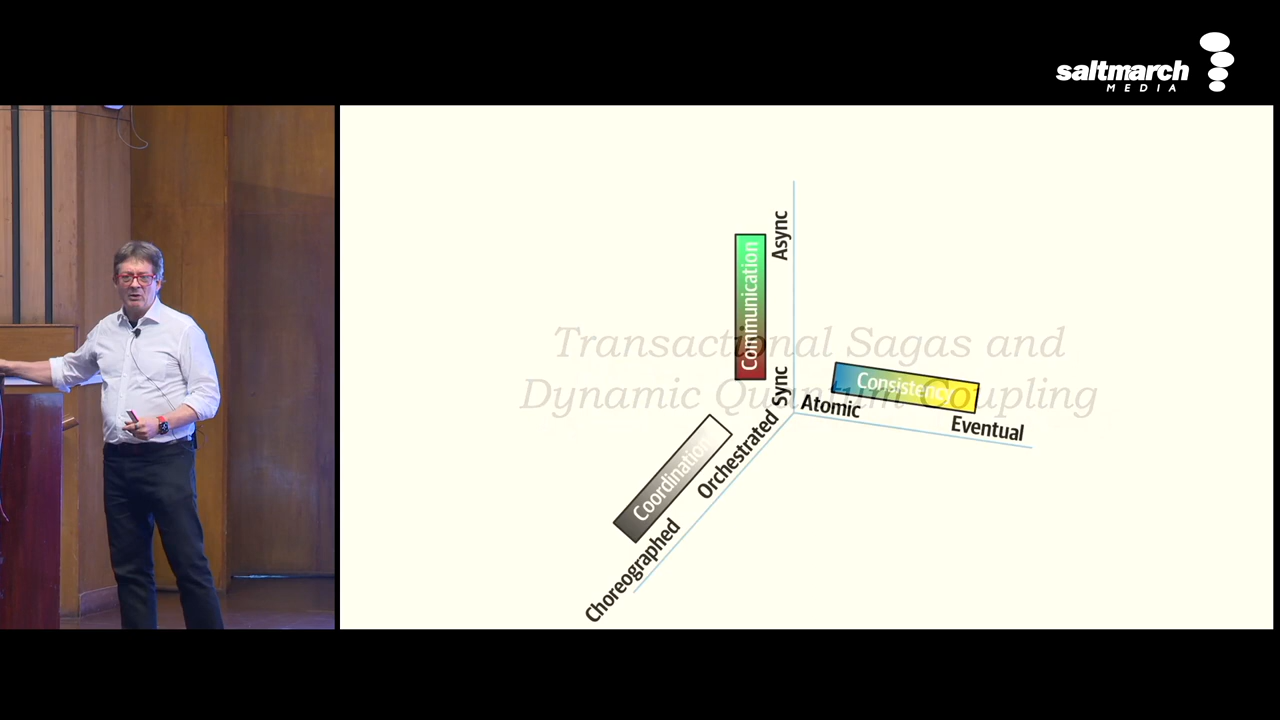 saltmarch
MEDIA
Async
Communication
Sync
Transactional Sagas and
Dynamic Quantum Coupling
Consistency
Atomic
Eventual
Coordination
Orchestrated
Choreographed